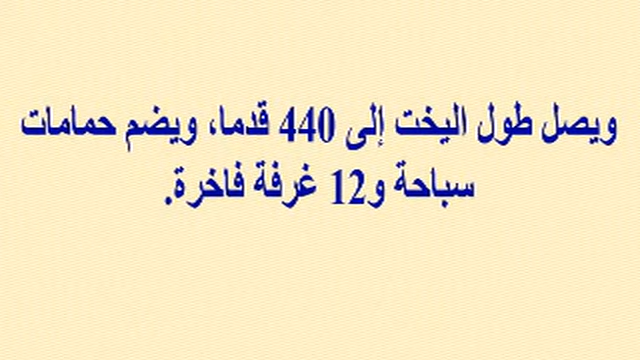 ويصل طول اليخت إلى 440 قدما، ويضم حمامات
سباحة و12 غرفة فاخرة.